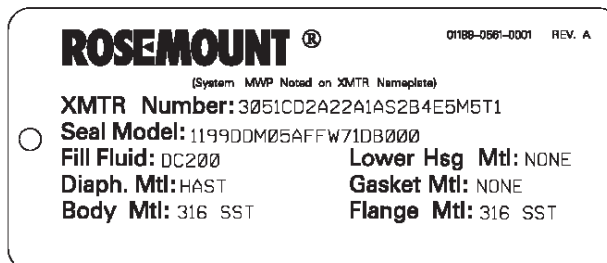 ROSEMOUNT ® 01199-0561-0001 REV. A
(System MWP Noted on XMTR Nameplate)
XMTR Number: 3051CD2A22A1AS2B4E5M5T1
Seal Model: 1199DDM05AFFW71DB000
Fill Fluid: DC200 Lower Hsg Mtl: NONE
Diaph. Mtl: HAST Gasket Mtl: NONE
Body Mtl: 316 SST Flange Mtl: 316 SST